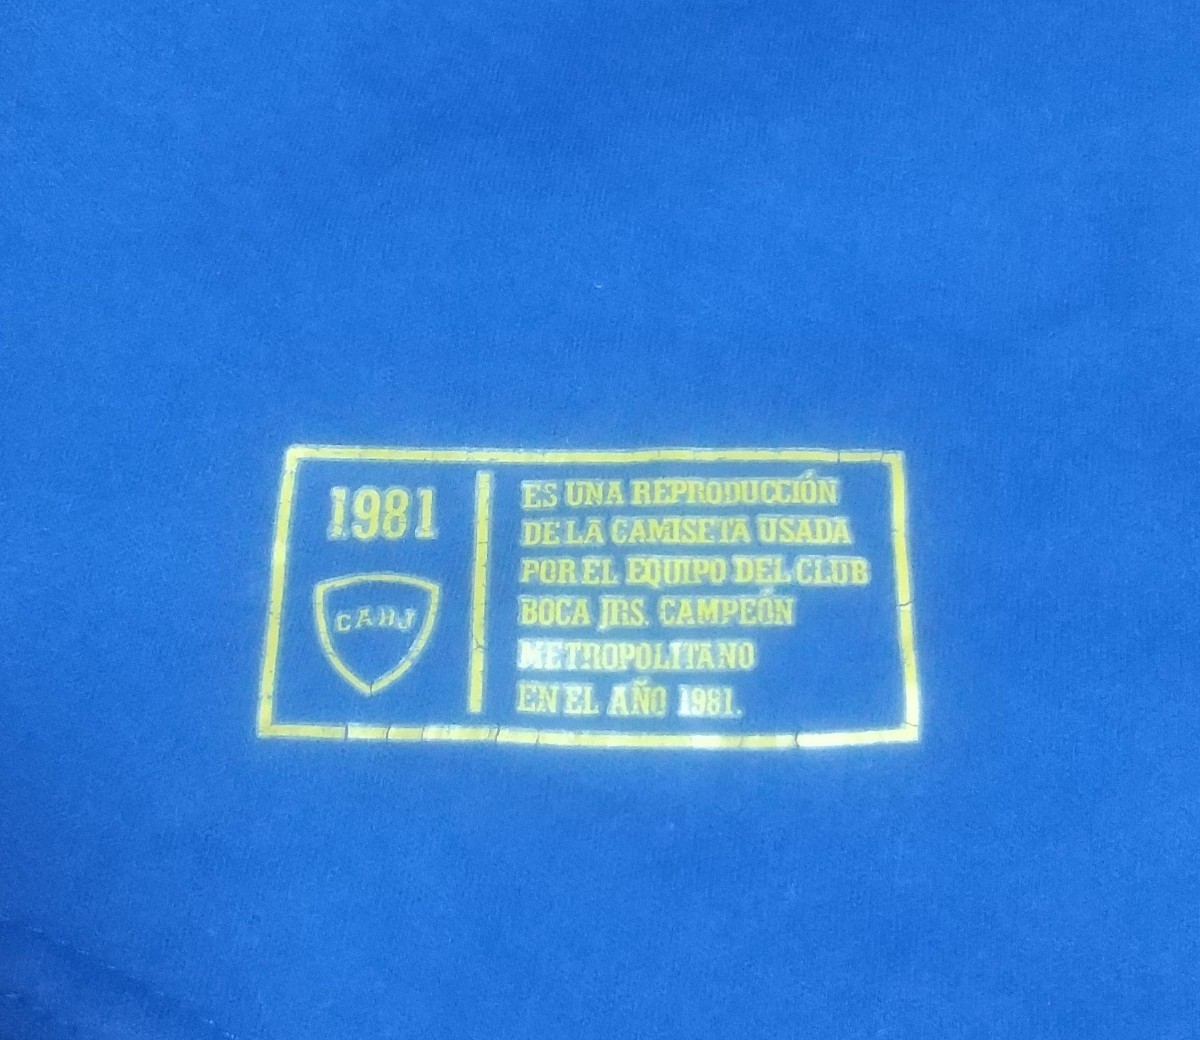 1981
CABJ
ES UNA REPRODUCCIÓN
DE LA CAMISETA USADA
POR EL EQUIPO DEL CLUB
BOCA JRS. CAMPEÓN
METROPOLITANO
EN EL AÑO 1981.